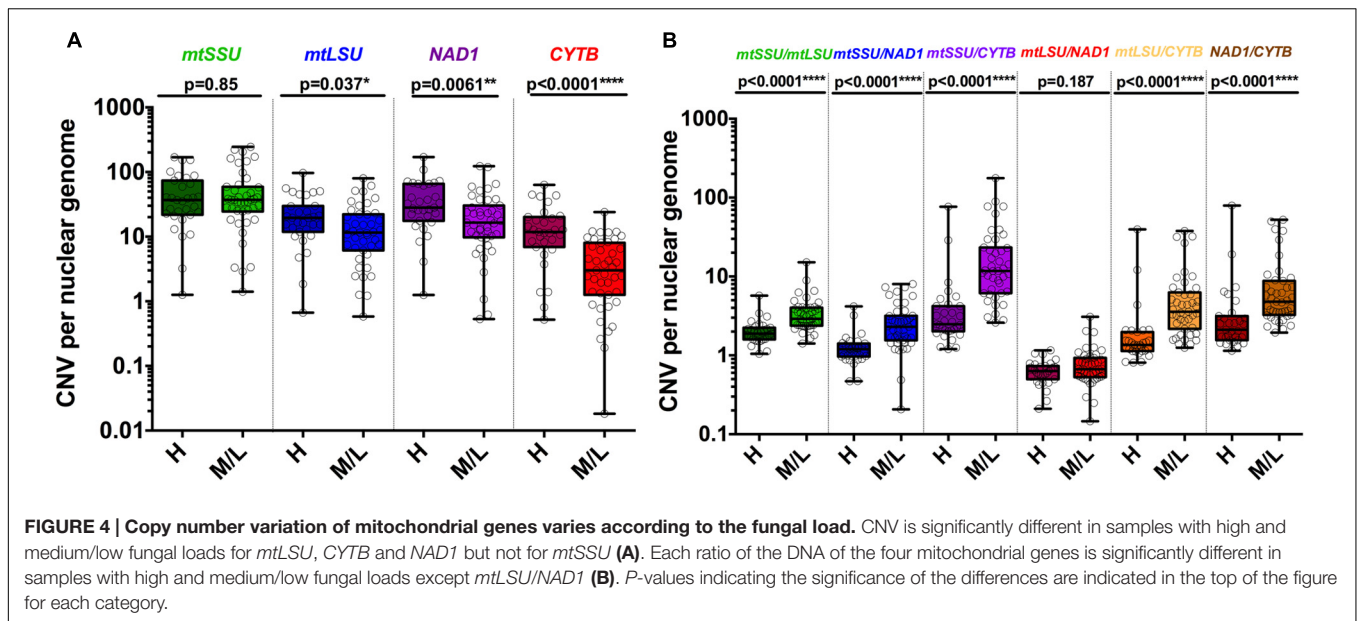 A
mtSSU mtLSU NAD1 CYTB
p=0.85 p=0.037* p=0.0061** p<0.0001****
CNV per nuclear genome
1000
100
10
1
0.1
0.01
H M/L H M/L H M/L H M/L
B
mtSSU/mtLSU mtSSU/NAD1 mtSSU/CYTB mtLSU/NAD1 mtLSU/CYTB NAD1/CYTB
p<0.0001**** p<0.0001**** p<0.0001**** p=0.187 p<0.0001**** p<0.0001****
CNV per nuclear genome
1000
100
10
1
0.1
H M/L H M/L H M/L H M/L H M/L H M/L
FIGURE 4 | Copy number variation of mitochondrial genes varies according to the fungal load. CNV is significantly different in samples with high and
medium/low fungal loads for mtLSU, CYTB and NAD1 but not for mtSSU (A). Each ratio of the DNA of the four mitochondrial genes is significantly different in
samples with high and medium/low fungal loads except mtLSU/NAD1 (B). P-values indicating the significance of the differences are indicated in the top of the figure
for each category.